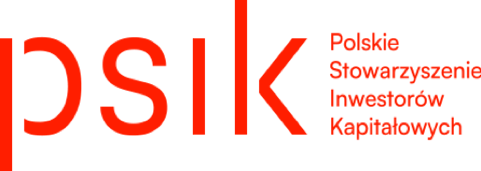 psik
Polskie
Stowarzyszenie
Inwestorów
Kapitałowych